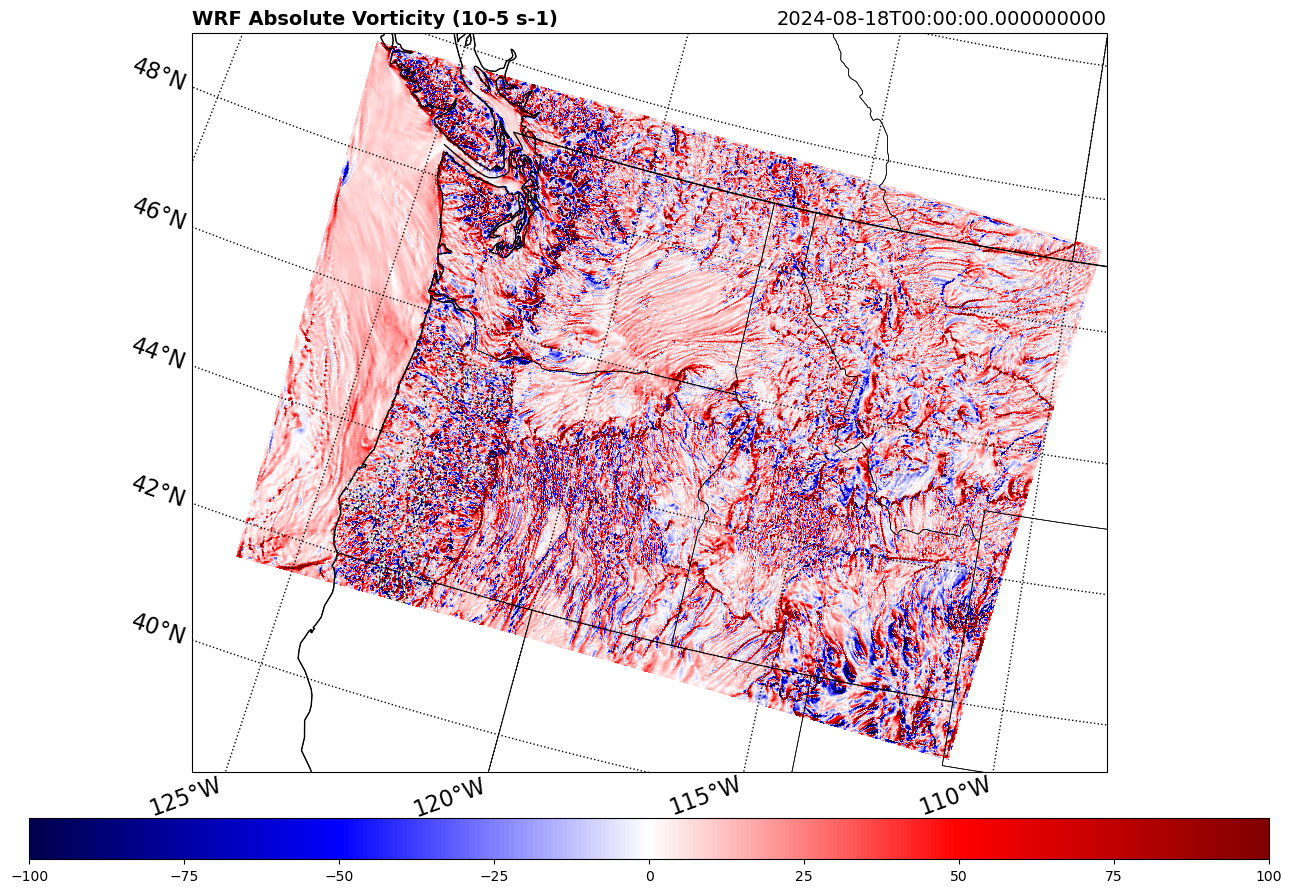 WRF Absolute Vorticity (10-5 s-1)
2024-08-18T00:00:00.000000000
48°N
46°N
44°N
42°N
40°N
125°W
120°W
115°W
110°W
−100
−75
−50
−25
0
25
50
75
100